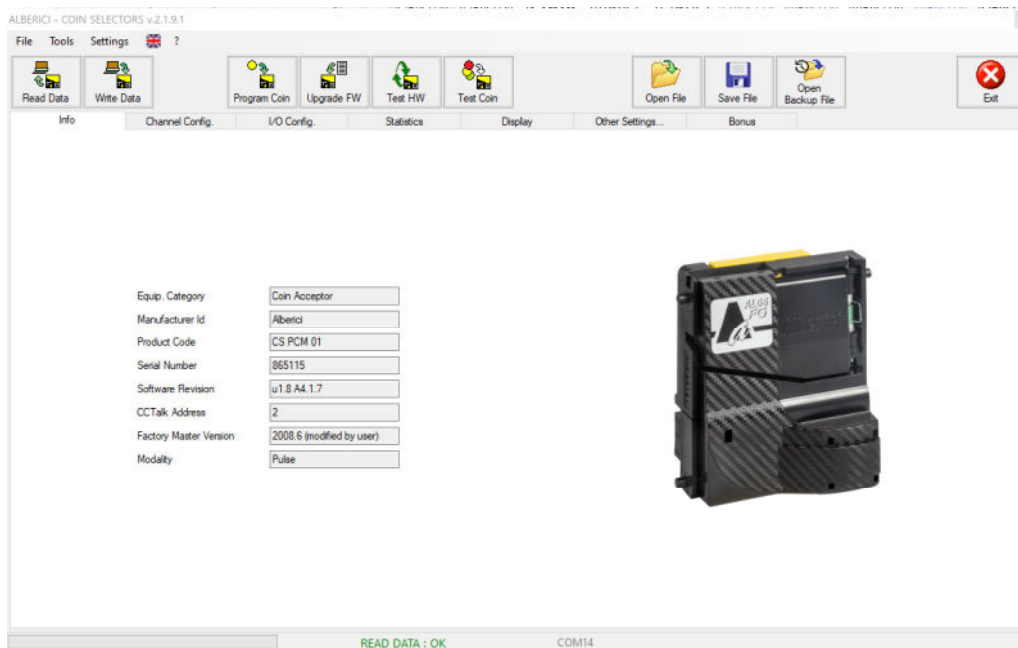 ALBERICI - COIN SELECTORS v.2.1.9.1
File Tools Settings ?
Read Data Write Data Program Coin Upgrade FW Test HW Test Coin Open File Save File Open Backup File Exit
Info Channel Config. I/O Config. Statistics Display Other Settings... Bonus
Equip. Category Coin Acceptor
Manufacturer Id Alberici
Product Code CS PCM 01
Serial Number 865115
Software Revision u1.8 A4.1.7
CCTalk Address 2
Factory Master Version 2008.6 (modified by user)
Modality Pulse
AL66
FG
READ DATA : OK COM14